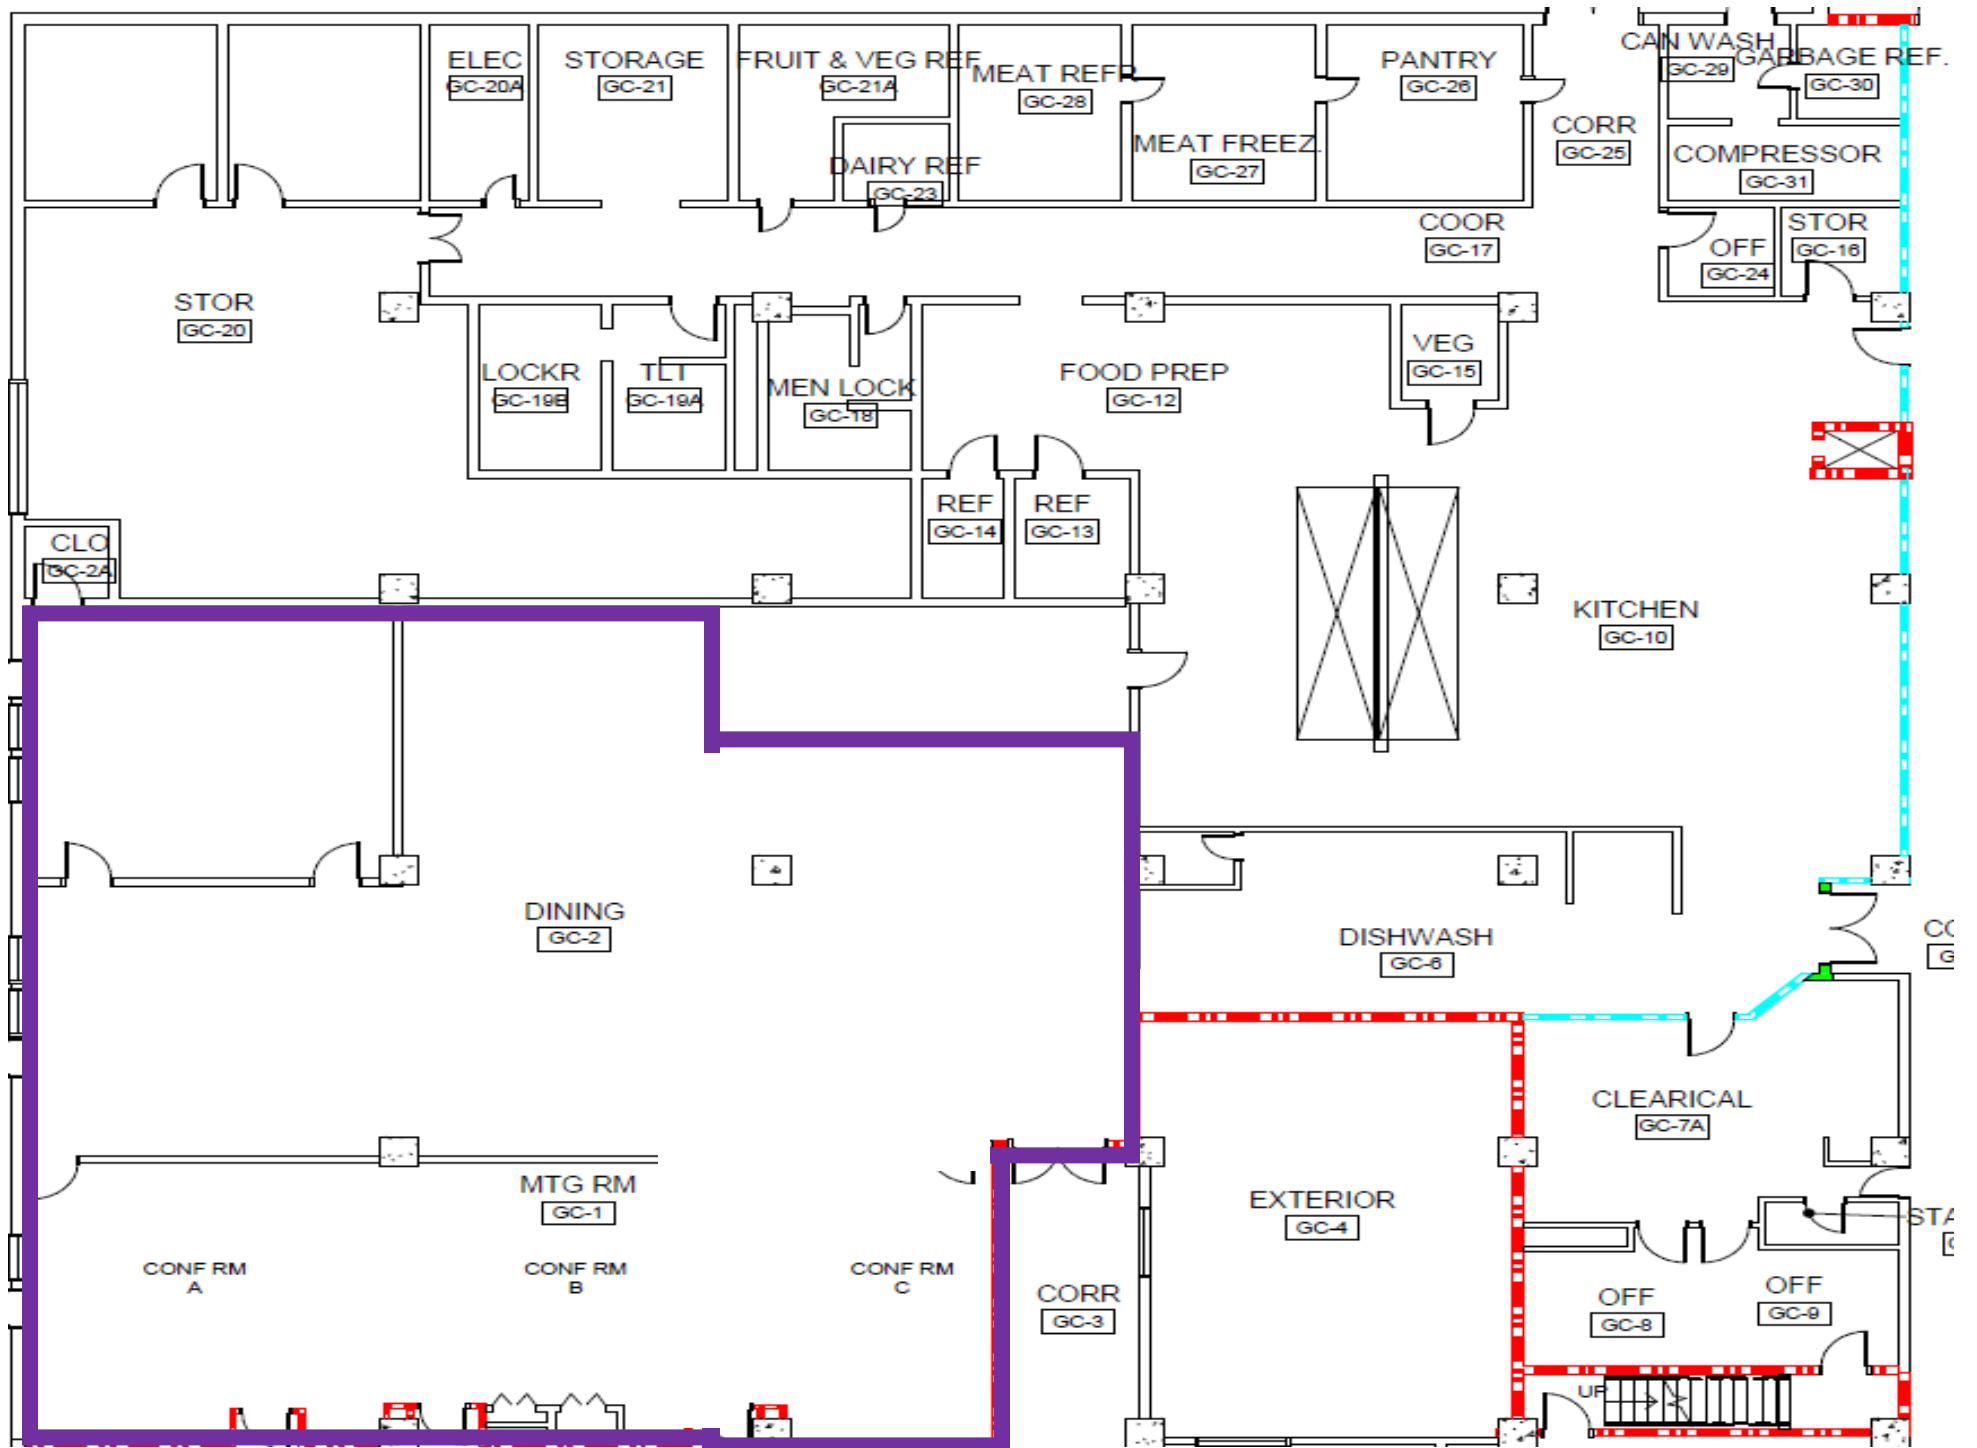 ELEC
GC-20A
STORAGE
GC-21
FRUIT & VEG REF
GC-21A
MEAT REFR
GC-28
PANTRY
GC-26
CAN WASH
GC-29
GARBAGE REF.
GC-30
DAIRY REF
GC-23
MEAT FREEZ.
GC-27
CORR
GC-25
COMPRESSOR
GC-31
COOR
GC-17
OFF
GC-24
STOR
GC-16
STOR
GC-20
LOCKR
GC-19B
TLT
GC-19A
MEN LOCK
GC-18
FOOD PREP
GC-12
VEG
GC-15
CLO
GC-2A
REF
GC-14
REF
GC-13
KITCHEN
GC-10
DINING
GC-2
DISHWASH
GC-6
CO
G
CLEARICAL
GC-7A
MTG RM
GC-1
EXTERIOR
GC-4
STA
CONF RM
A
CONF RM
B
CONF RM
C
CORR
GC-3
OFF
GC-8
OFF
GC-9
UP